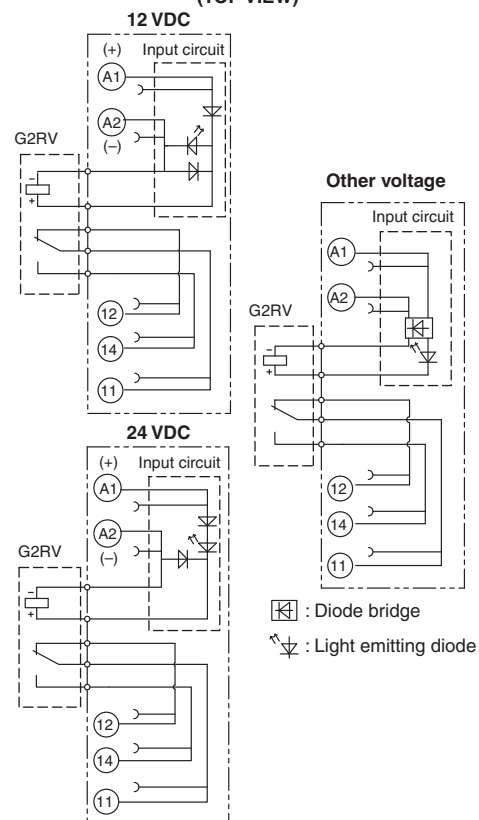 (TOP VIEW)
12 VDC
(+) Input circuit
A1
A2
(–)
G2RV
–
+
12
14
11
24 VDC
(+) Input circuit
A1
A2
(–)
G2RV
–
+
12
14
11
Other voltage
Input circuit
A1
A2
G2RV
–
+
12
14
11
: Diode bridge
: Light emitting diode